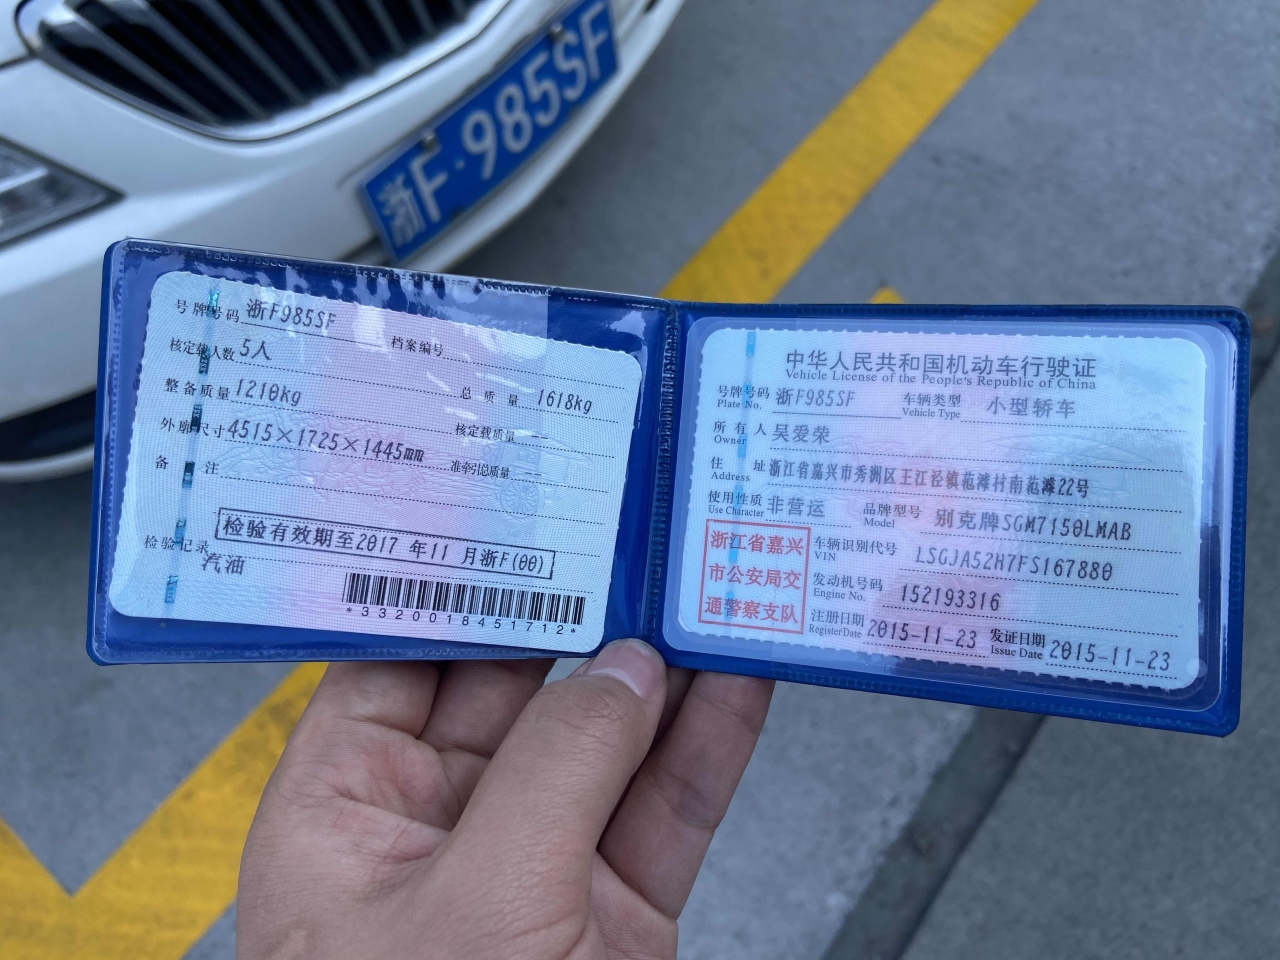 浙F·985SF
号牌号码 浙F985SF 档案编号
核定载人数 5人
整备质量 1210kg 总质量 1618kg
外廓尺寸 4515×1725×1445mm 核定载质量 --
备注 准牵引总质量 --
检验有效期至2017年11月浙F(00)
检验记录
汽油
*3320018451712*
中华人民共和国机动车行驶证
Vehicle License of the People's Republic of China
号牌号码 浙F985SF 车辆类型 小型轿车
Plate No. Vehicle Type
所有人 吴爱荣
Owner
住址 浙江省嘉兴市秀洲区王江泾镇荷滩村南荷滩22号
Address
使用性质 非营运 品牌型号 别克牌SGM7150LMAB
Use Character Model
浙江省嘉兴
市公安局交
通警察支队
车辆识别代号 LSGJA52H7FS167880
VIN
发动机号码 152193316
Engine No.
注册日期 2015-11-23 发证日期 2015-11-23
Register Date Issue Date